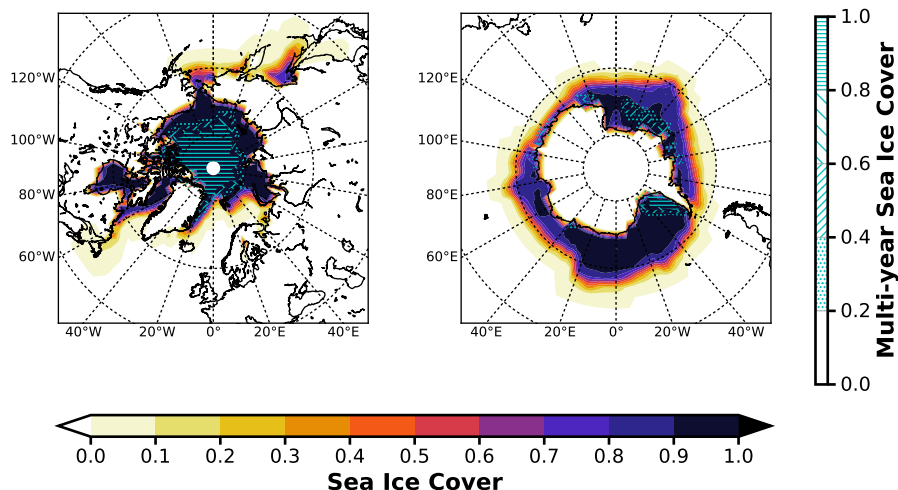 120°W
100°W
80°W
60°W
40°W 20°W 0° 20°E 40°E
120°E
100°E
80°E
60°E
40°E 20°E 0° 20°W 40°W
1.0
0.8
0.6
0.4
0.2
0.0
Multi-year Sea Ice Cover
0.0 0.1 0.2 0.3 0.4 0.5 0.6 0.7 0.8 0.9 1.0
Sea Ice Cover